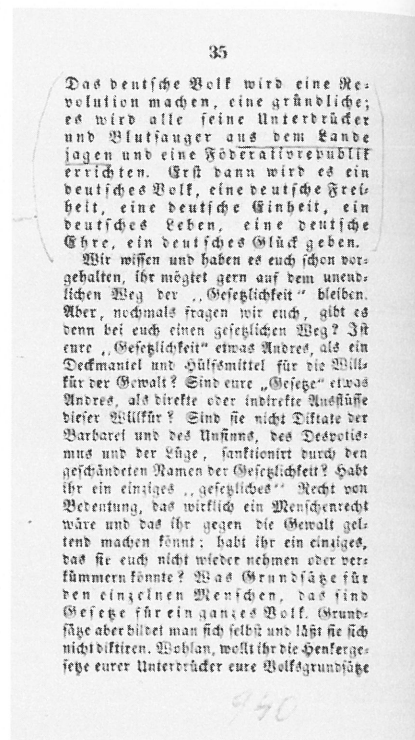 35
Das deutsche Volk wird eine Re-
volution machen, eine gründliche;
es wird alle seine Unterdrücker
und Blutsauger aus dem Lande
jagen und eine Föderativrepublik
errichten. Erst dann wird es ein
deutsches Volk, eine deutsche Frei-
heit, eine deutsche Einheit, ein
deutsches Leben, eine deutsche
Ehre, ein deutsches Glück geben.
Wir wissen und haben es euch schon vor-
gehalten, ihr mögtet gern auf dem unend-
lichen Weg der „Gesetzlichkeit“ bleiben.
Aber, nochmals fragen wir euch, gibt es
denn bei euch einen gesetzlichen Weg? Ist
eure „Gesetzlichkeit“ etwas Andres, als ein
Deckmantel und Hülfsmittel für die Will-
kür der Gewalt? Sind eure „Gesetze“ etwas
Andres, als direkte oder indirekte Ausflüsse
dieser Wilkür? Sind sie nicht Diktate der
Barbarei und des Unsinns, des Despotis-
mus und der Lüge, sanktionirt durch den
geschändeten Namen der Gesetzlichkeit? Habt
ihr ein einziges „gesetzliches“ Recht von
Bedeutung, das wirklich ein Menschenrecht
wäre und das ihr gegen die Gewalt gel-
tend machen könnt; habt ihr ein einziges,
das sie euch nicht wieder nehmen oder ver-
kümmern könnte? Was Grundsätze für
den einzelnen Menschen, das sind
Gesetze für ein ganzes Volk. Grund-
sätze aber bildet man sich selbst und läßt sie sich
nicht diktiren. Wohlan, wollt ihr die Henkerge-
setze eurer Unterdrücker eure Volksgrundsätze